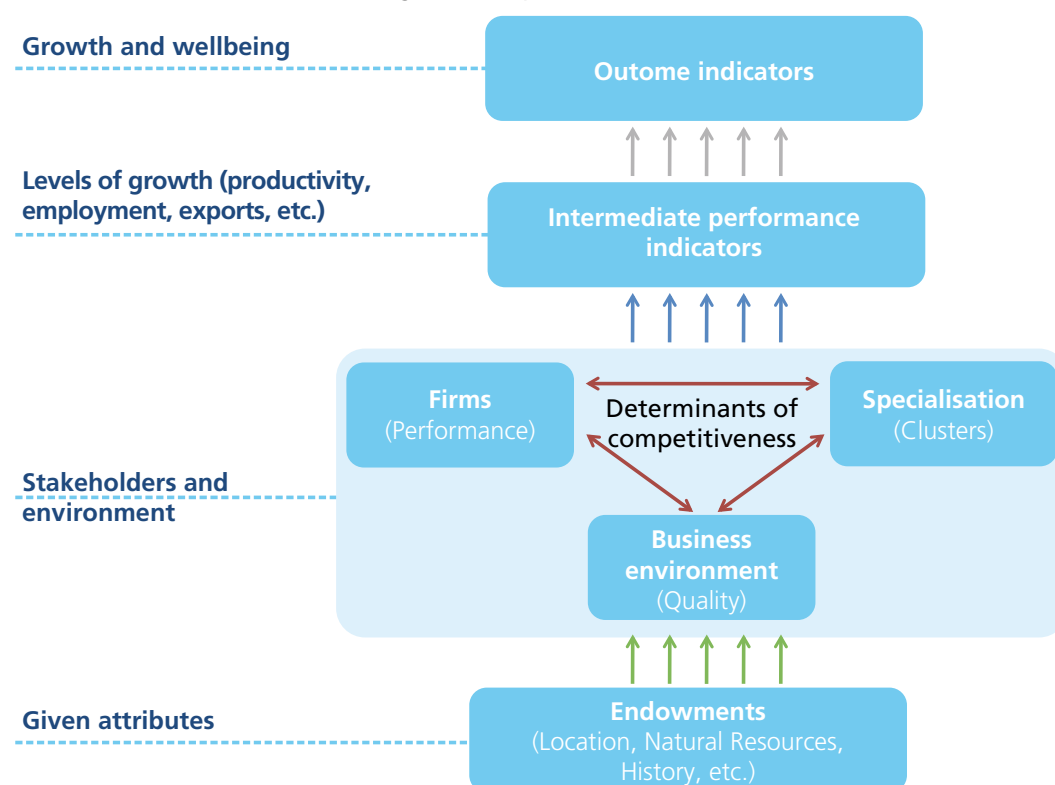 Growth and wellbeing
Outome indicators
Levels of growth (productivity,
employment, exports, etc.)
Intermediate performance
indicators
Firms
(Performance)
Determinants of
competitiveness
Specialisation
(Clusters)
Stakeholders and
environment
Business
environment
(Quality)
Given attributes
Endowments
(Location, Natural Resources,
History, etc.)